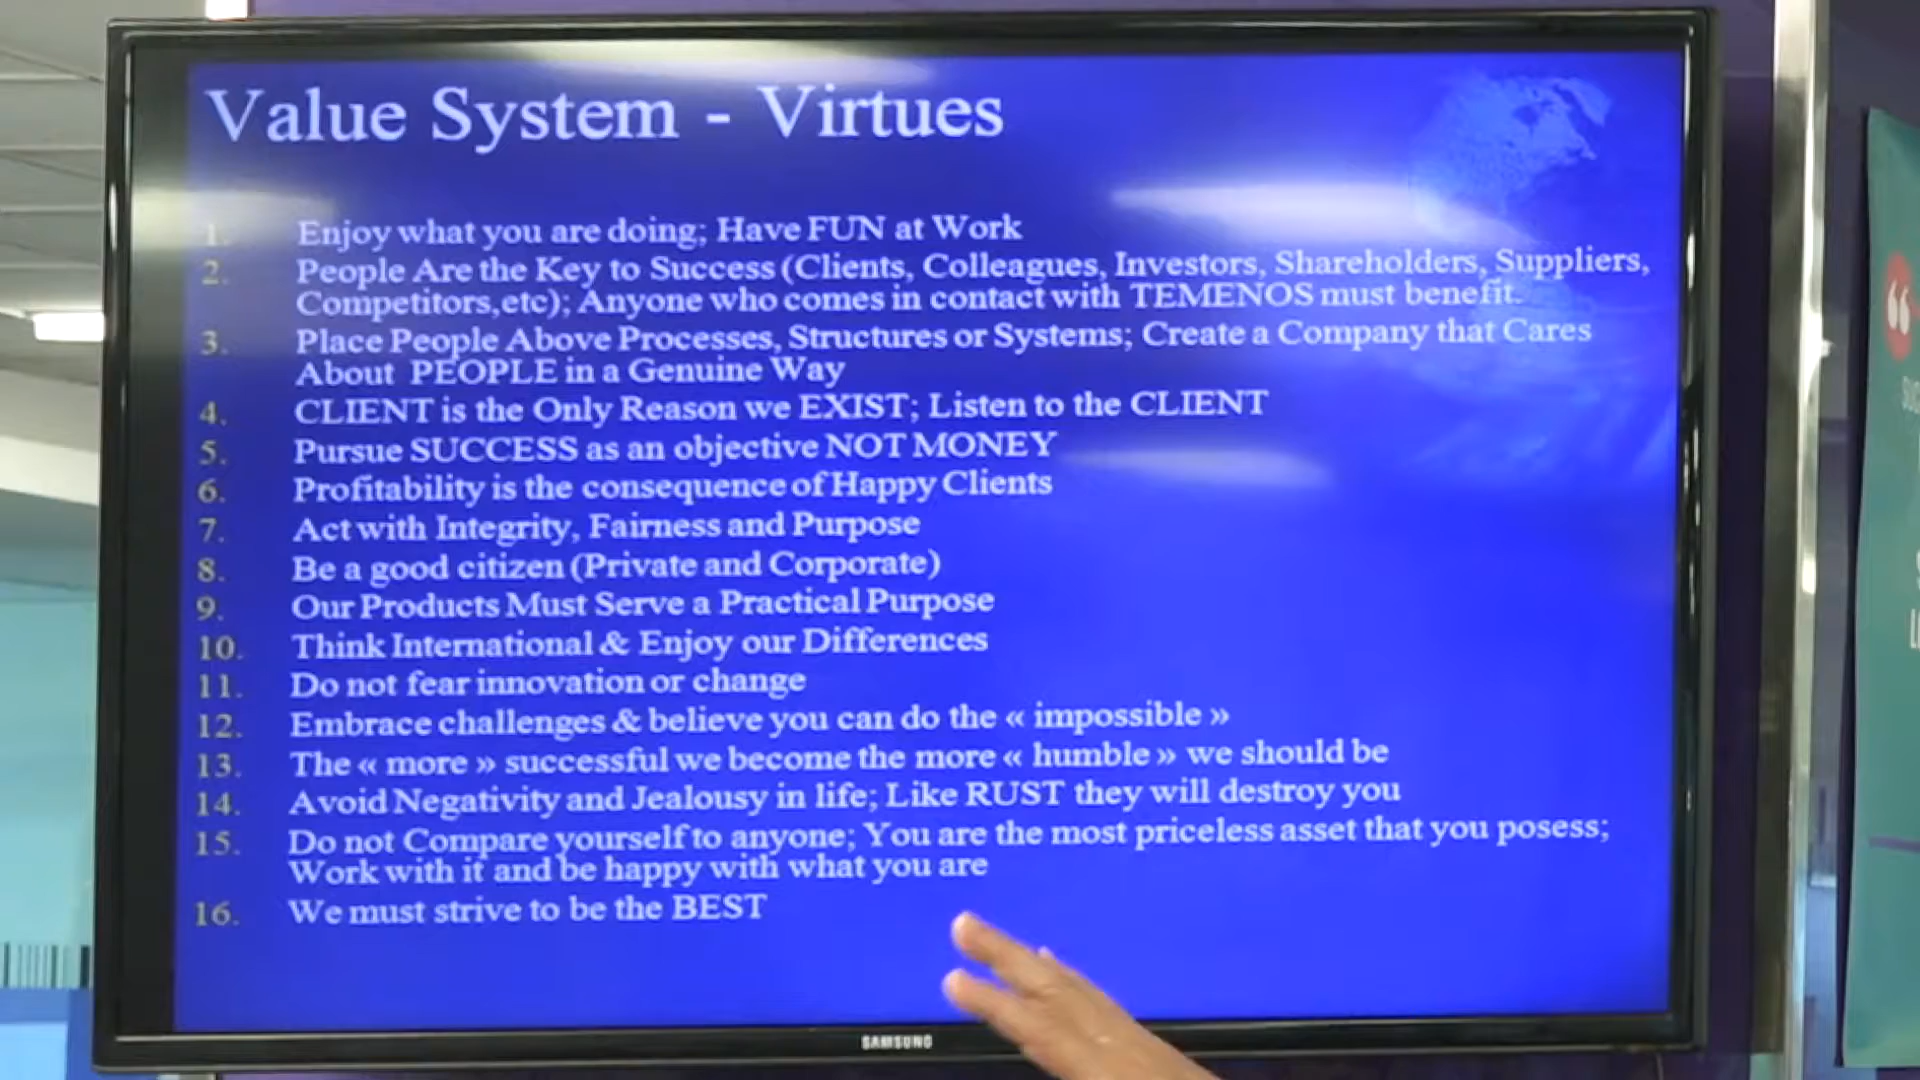 Value System - Virtues
1. Enjoy what you are doing; Have FUN at Work
2. People Are the Key to Success (Clients, Colleagues, Investors, Shareholders, Suppliers,
Competitors,etc); Anyone who comes in contact with TEMENOS must benefit.
3. Place People Above Processes, Structures or Systems; Create a Company that Cares
About PEOPLE in a Genuine Way
4. CLIENT is the Only Reason we EXIST; Listen to the CLIENT
5. Pursue SUCCESS as an objective NOT MONEY
6. Profitability is the consequence of Happy Clients
7. Act with Integrity, Fairness and Purpose
8. Be a good citizen (Private and Corporate)
9. Our Products Must Serve a Practical Purpose
10. Think International & Enjoy our Differences
11. Do not fear innovation or change
12. Embrace challenges & believe you can do the « impossible »
13. The « more » successful we become the more « humble » we should be
14. Avoid Negativity and Jealousy in life; Like RUST they will destroy you
15. Do not Compare yourself to anyone; You are the most priceless asset that you posess;
Work with it and be happy with what you are
16. We must strive to be the BEST
SAMSUNG